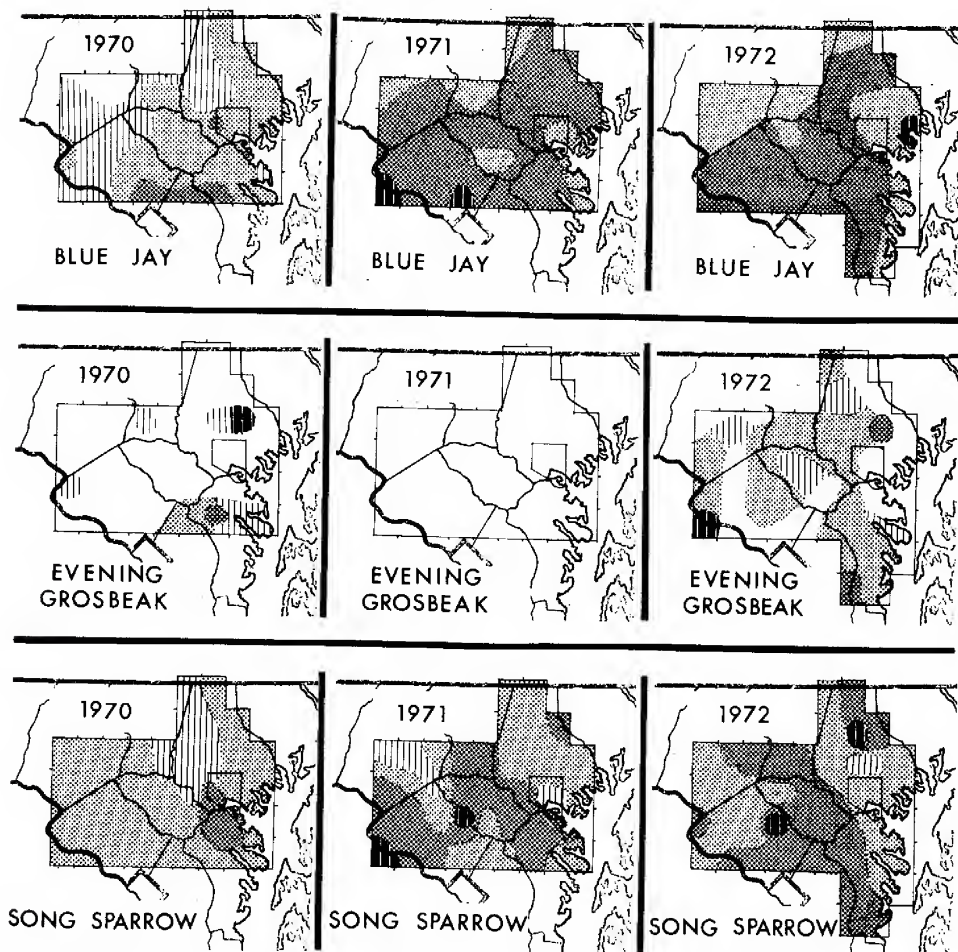 1970
BLUE JAY
1971
BLUE JAY
1972
BLUE JAY
1970
EVENING
GROSBEAK
1971
EVENING
GROSBEAK
1972
EVENING
GROSBEAK
1970
SONG SPARROW
1971
SONG SPARROW
1972
SONG SPARROW